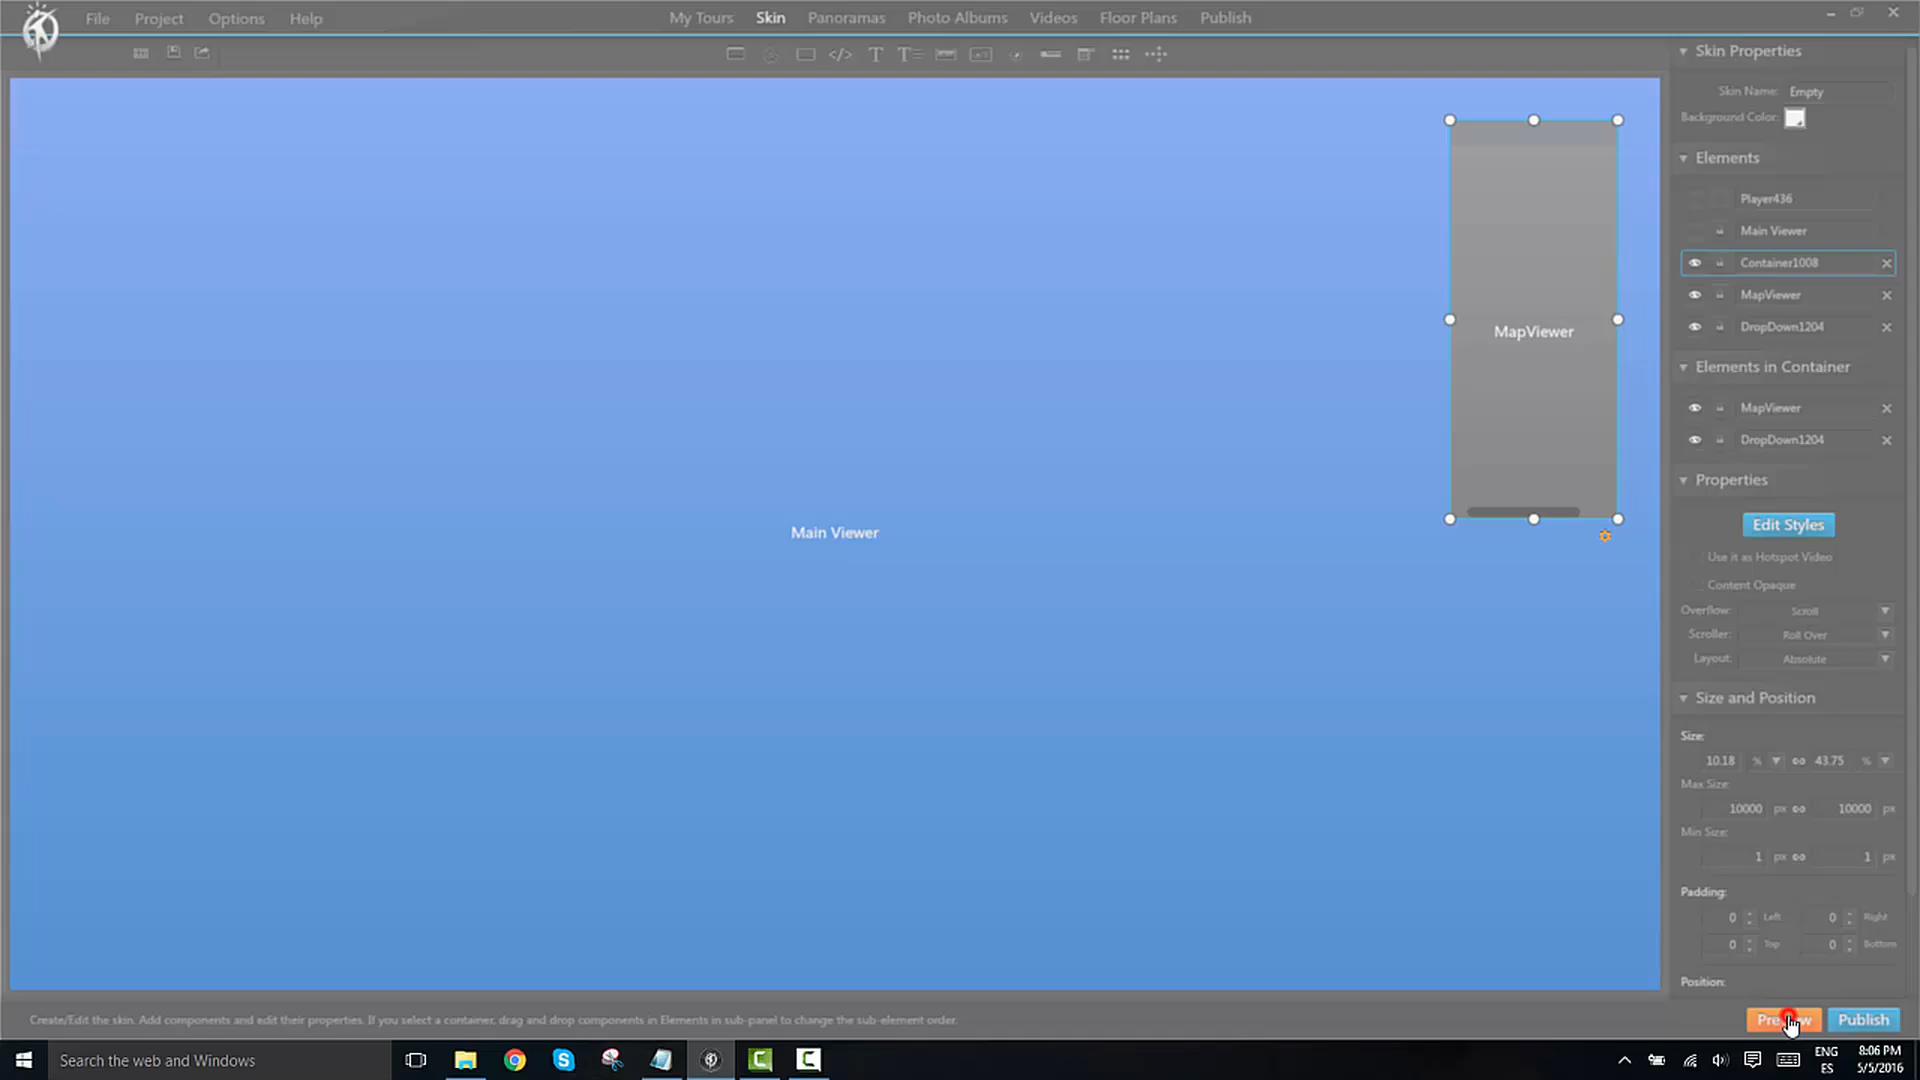 File Project Options Help My Tours Skin Panoramas Photo Albums Videos Floor Plans Publish
Skin Properties
Skin Name: Empty
Background Color:
Elements
Player436
Main Viewer
Container1008
MapViewer
DropDown1204
Elements in Container
MapViewer
DropDown1204
Properties
Edit Styles
Use it as Hotspot Video
Content Opaque
Overflow: Scroll
Scroller: Roll Over
Layout: Absolute
Size and Position
Size:
10.18 % 43.75 %
Max Size:
10000 px 10000 px
Min Size:
1 px 1 px
Padding:
0 Left 0 Right
0 Top 0 Bottom
Position:
MapViewer
Main Viewer
Create/Edit the skin. Add components and edit their properties. If you select a container, drag and drop components in Elements in sub-panel to change the sub-element order.
Publish
Search the web and Windows
ENG
ES
8:06 PM
5/5/2016